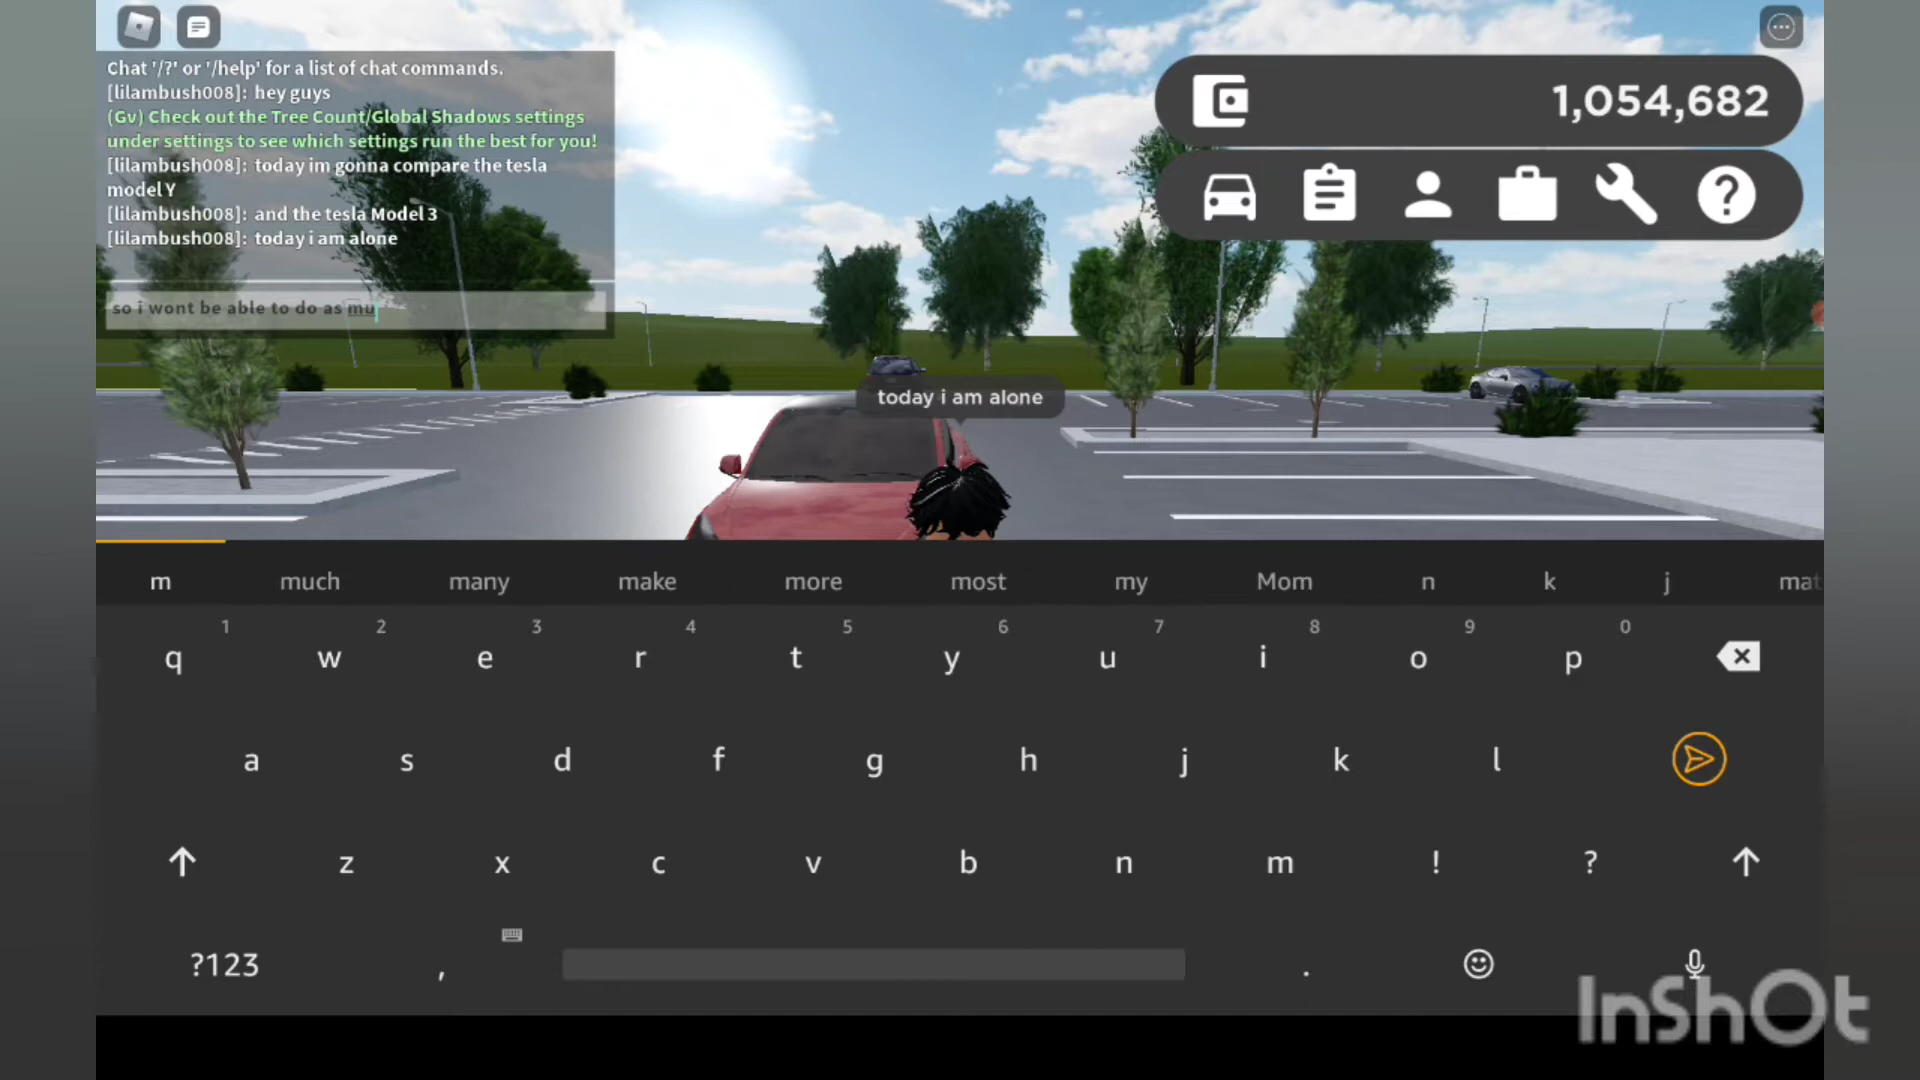 Chat '/?' or '/help' for a list of chat commands.
[lilambush008]: hey guys
(Gv) Check out the Tree Count/Global Shadows settings
under settings to see which settings run the best for you!
[lilambush008]: today im gonna compare the tesla
model Y
[lilambush008]: and the tesla Model 3
[lilambush008]: today i am alone
so i wont be able to do as mu
1,054,682
today i am alone
m much many make more most my Mom n k j mat
1 2 3 4 5 6 7 8 9 0
q w e r t y u i o p
a s d f g h j k l
z x c v b n m ! ?
?123 , .
InShOt